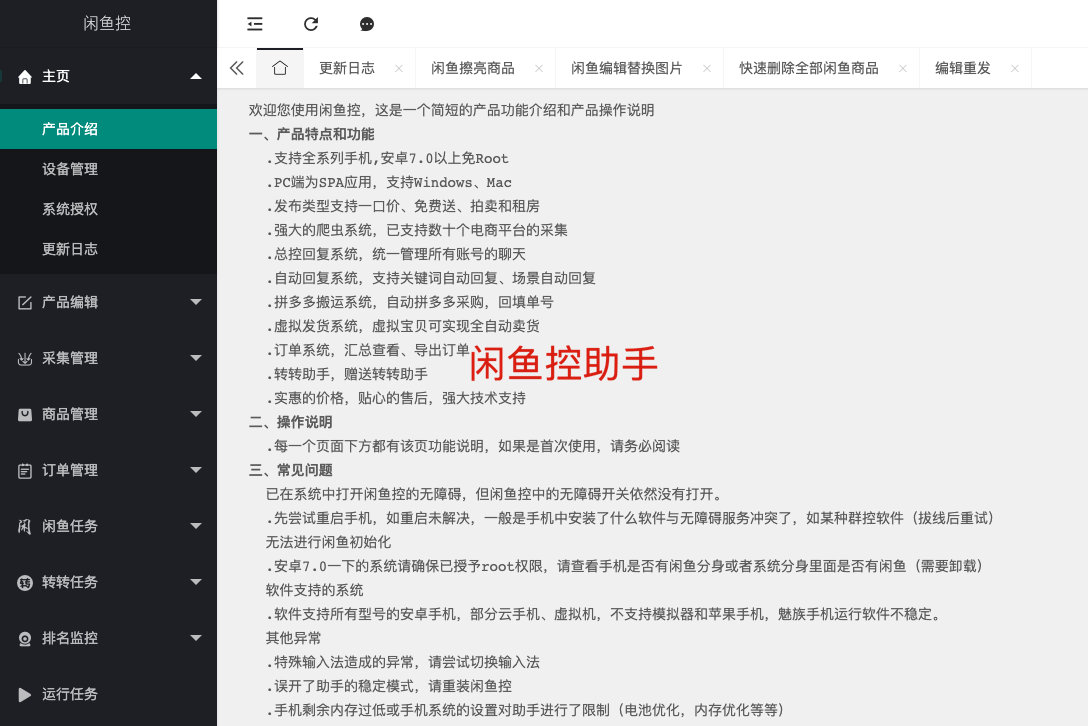 闲鱼控
主页
产品介绍
设备管理
系统授权
更新日志
产品编辑
采集管理
商品管理
订单管理
闲鱼任务
转转任务
排名监控
运行任务
更新日志 闲鱼擦亮商品 闲鱼编辑替换图片 快速删除全部闲鱼商品 编辑重发
欢迎您使用闲鱼控，这是一个简短的产品功能介绍和产品操作说明
一、产品特点和功能
.支持全系列手机,安卓7.0以上免Root
.PC端为SPA应用，支持Windows、Mac
.发布类型支持一口价、免费送、拍卖和租房
.强大的爬虫系统，已支持数十个电商平台的采集
.总控回复系统，统一管理所有账号的聊天
.自动回复系统，支持关键词自动回复、场景自动回复
.拼多多搬运系统，自动拼多多采购，回填单号
.虚拟发货系统，虚拟宝贝可实现全自动卖货
.订单系统，汇总查看、导出订单
闲鱼控助手
.转转助手，赠送转转助手
.实惠的价格，贴心的售后，强大技术支持
二、操作说明
.每一个页面下方都有该页功能说明，如果是首次使用，请务必阅读
三、常见问题
已在系统中打开闲鱼控的无障碍，但闲鱼控中的无障碍开关依然没有打开。
.先尝试重启手机，如重启未解决，一般是手机中安装了什么软件与无障碍服务冲突了，如某种群控软件（拔线后重试）
无法进行闲鱼初始化
.安卓7.0一下的系统请确保已授予root权限，请查看手机是否有闲鱼分身或者系统分身里面是否有闲鱼（需要卸载）
软件支持的系统
.软件支持所有型号的安卓手机，部分云手机、虚拟机，不支持模拟器和苹果手机，魅族手机运行软件不稳定。
其他异常
.特殊输入法造成的异常，请尝试切换输入法
.误开了助手的稳定模式，请重装闲鱼控
.手机剩余内存过低或手机系统的设置对助手进行了限制（电池优化，内存优化等等）